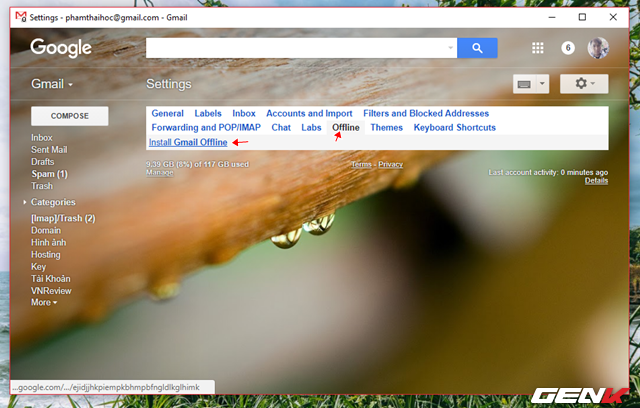 Settings - phamthaihoc@gmail.com - Gmail
Google
6
Gmail
Settings
COMPOSE
General Labels Inbox Accounts and Import Filters and Blocked Addresses
Forwarding and POP/IMAP Chat Labs Offline Themes Keyboard Shortcuts
Install Gmail Offline
9.39 GB (8%) of 117 GB used
Manage
Terms - Privacy
Last account activity: 0 minutes ago
Details
Inbox
Sent Mail
Drafts
Spam (1)
Trash
Categories
[Imap]/Trash (2)
Domain
Hình ảnh
Hosting
Key
Tài Khoản
VNReview
More
...google.com/.../ejidjjhkpiempkbhmpbfngldlkglhimk
GENK